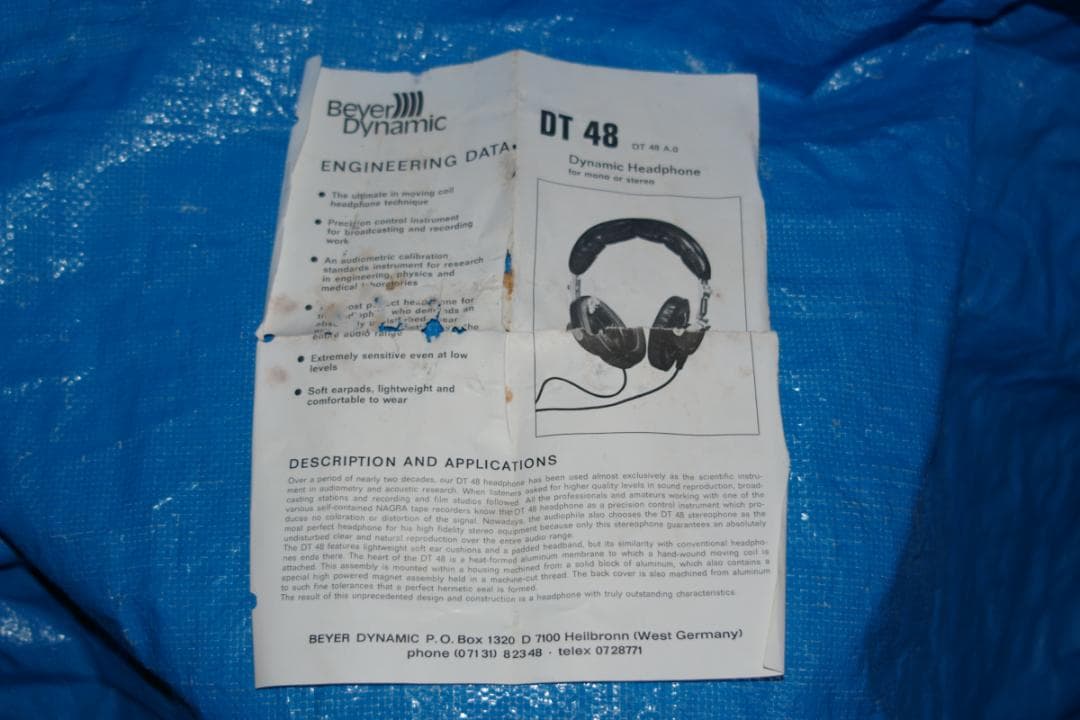 Beyer
Dynamic
ENGINEERING DATA
The ultimate in moving coil
headphone technique
Precision control instrument
for broadcasting and recording
work
An audiometric calibration
standards instrument for research
in engineering, physics and
medical
for
who
an
the
entire audio range
Extremely sensitive even at low
levels
Soft earpads, lightweight and
comfortable to wear
DT 48
DT 48 A.0
Dynamic Headphone
for mono or stereo
DESCRIPTION AND APPLICATIONS
Over a period of nearly two decades, our DT 48 headphone has been used almost exclusively as the scientific instru-
ment in audiometry and acoustic research. When listeners asked for higher quality levels in sound reproduction, broad-
casting stations and recording and film studios followed. All the professionals and amateurs working with one of the
various self-contained NAGRA tape recorders know the DT 48 headphone as a precision control instrument which pro-
duces no coloration or distortion of the signal. Nowadays, the audiophile also chooses the DT 48 stereophone as the
most perfect headphone for his high fidelity stereo equipment because only this stereophone guarantees an absolutely
undisturbed clear and natural reproduction over the entire audio range.
The DT 48 features lightweight soft ear cushions and a padded headband, but its similarity with conventional headpho-
nes ends there. The heart of the DT 48 is a heat-formed aluminum membrane to which a hand-wound moving coil is
attached. This assembly is mounted within a housing machined from a solid block of aluminum, which also contains a
special high powered magnet assembly held in a machine-cut thread. The back cover is also machined from aluminum
to such fine tolerances that a perfect hermetic seal is formed.
The result of this unprecedented design and construction is a headphone with truly outstanding characteristics.
BEYER DYNAMIC P.O. Box 1320 D 7100 Heilbronn (West Germany)
phone (07131) 82348 · telex 0728771